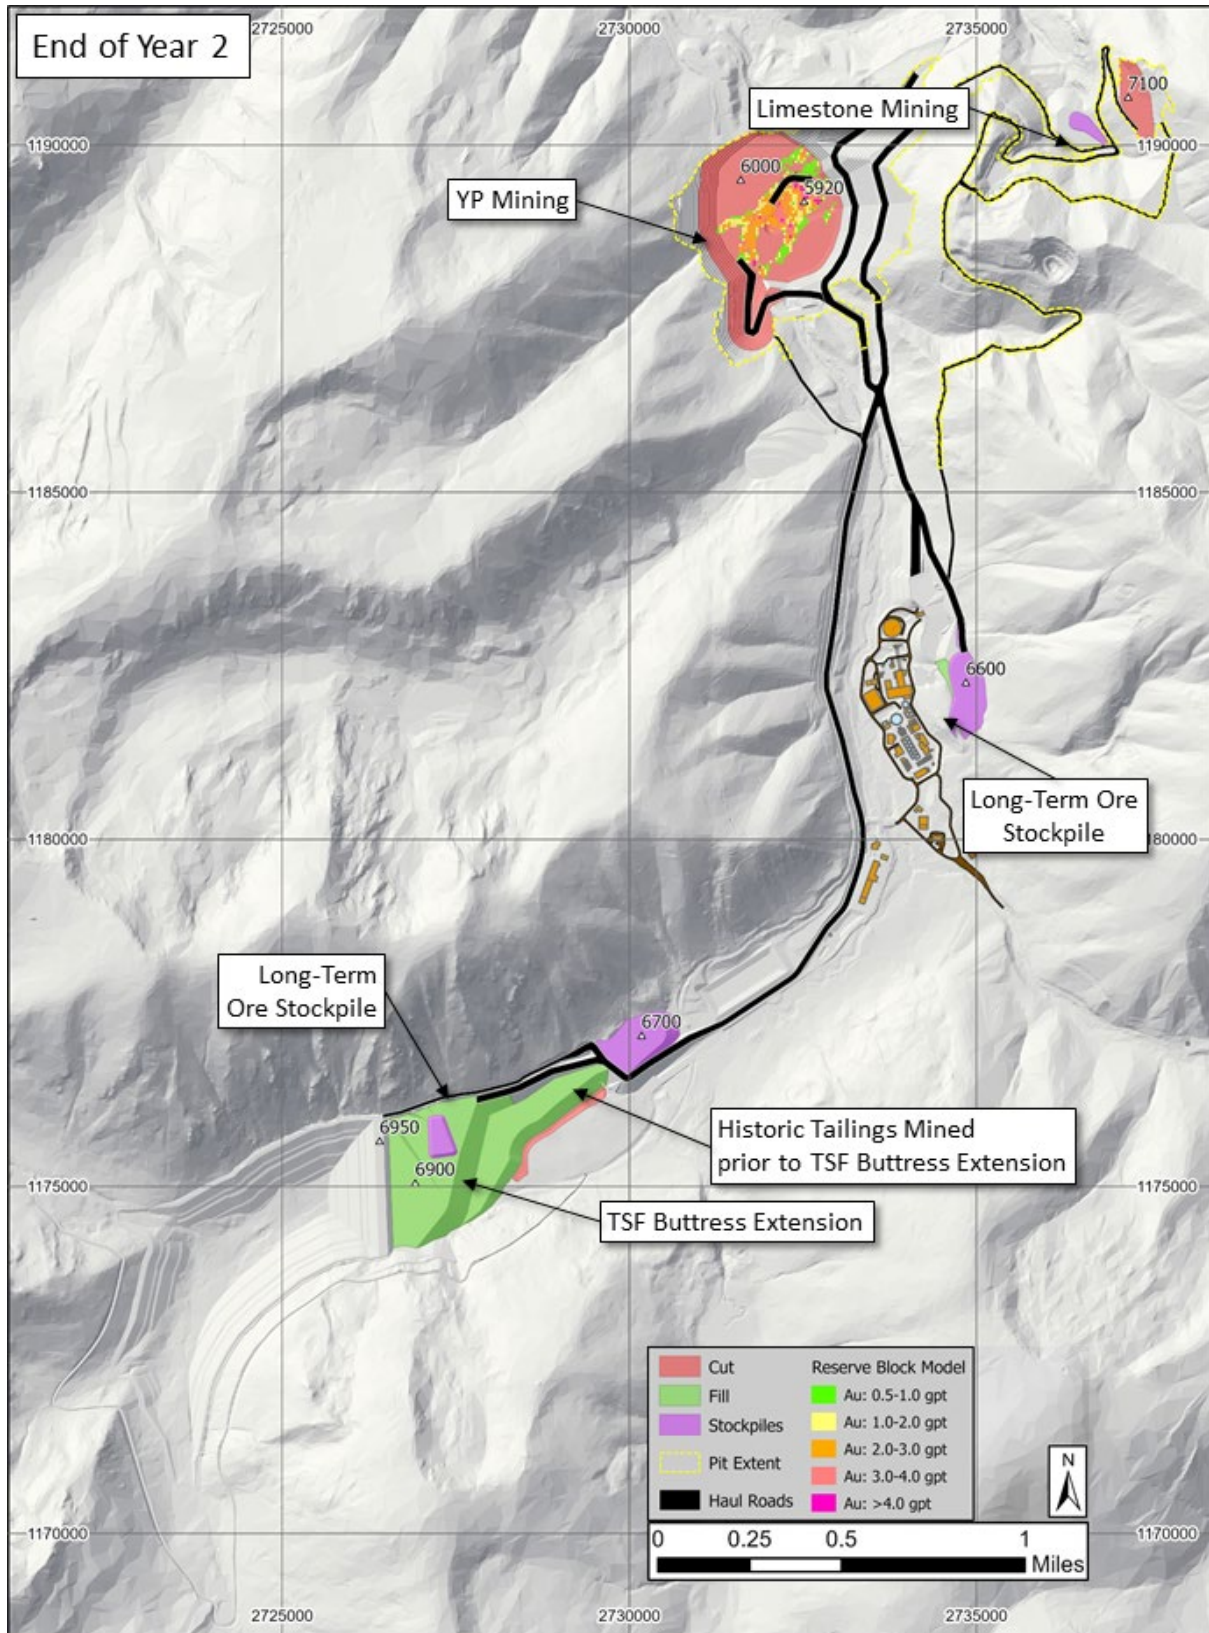 End of Year 2
2725000
2730000
2735000
7100
Limestone Mining
1190000
1190000
6000
5920
YP Mining
1185000
1185000
6600
Long-Term Ore
Stockpile
1180000
180000
Long-Term
Ore Stockpile
6700
Historic Tailings Mined
prior to TSF Buttress Extension
6950
6900
1175000
1175000
TSF Buttress Extension
Cut
Fill
Stockpiles
Pit Extent
Haul Roads
Reserve Block Model
Au: 0.5-1.0 gpt
Au: 1.0-2.0 gpt
Au: 2.0-3.0 gpt
Au: 3.0-4.0 gpt
Au: >4.0 gpt
N
1170000
1170000
0 0.25 0.5 1
Miles
2725000
2730000
2735000